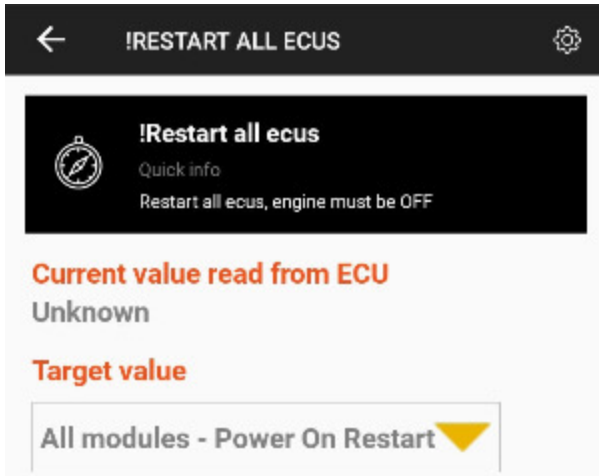 !RESTART ALL ECUS
!Restart all ecus
Quick info
Restart all ecus, engine must be OFF
Current value read from ECU
Unknown
Target value
All modules - Power On Restart